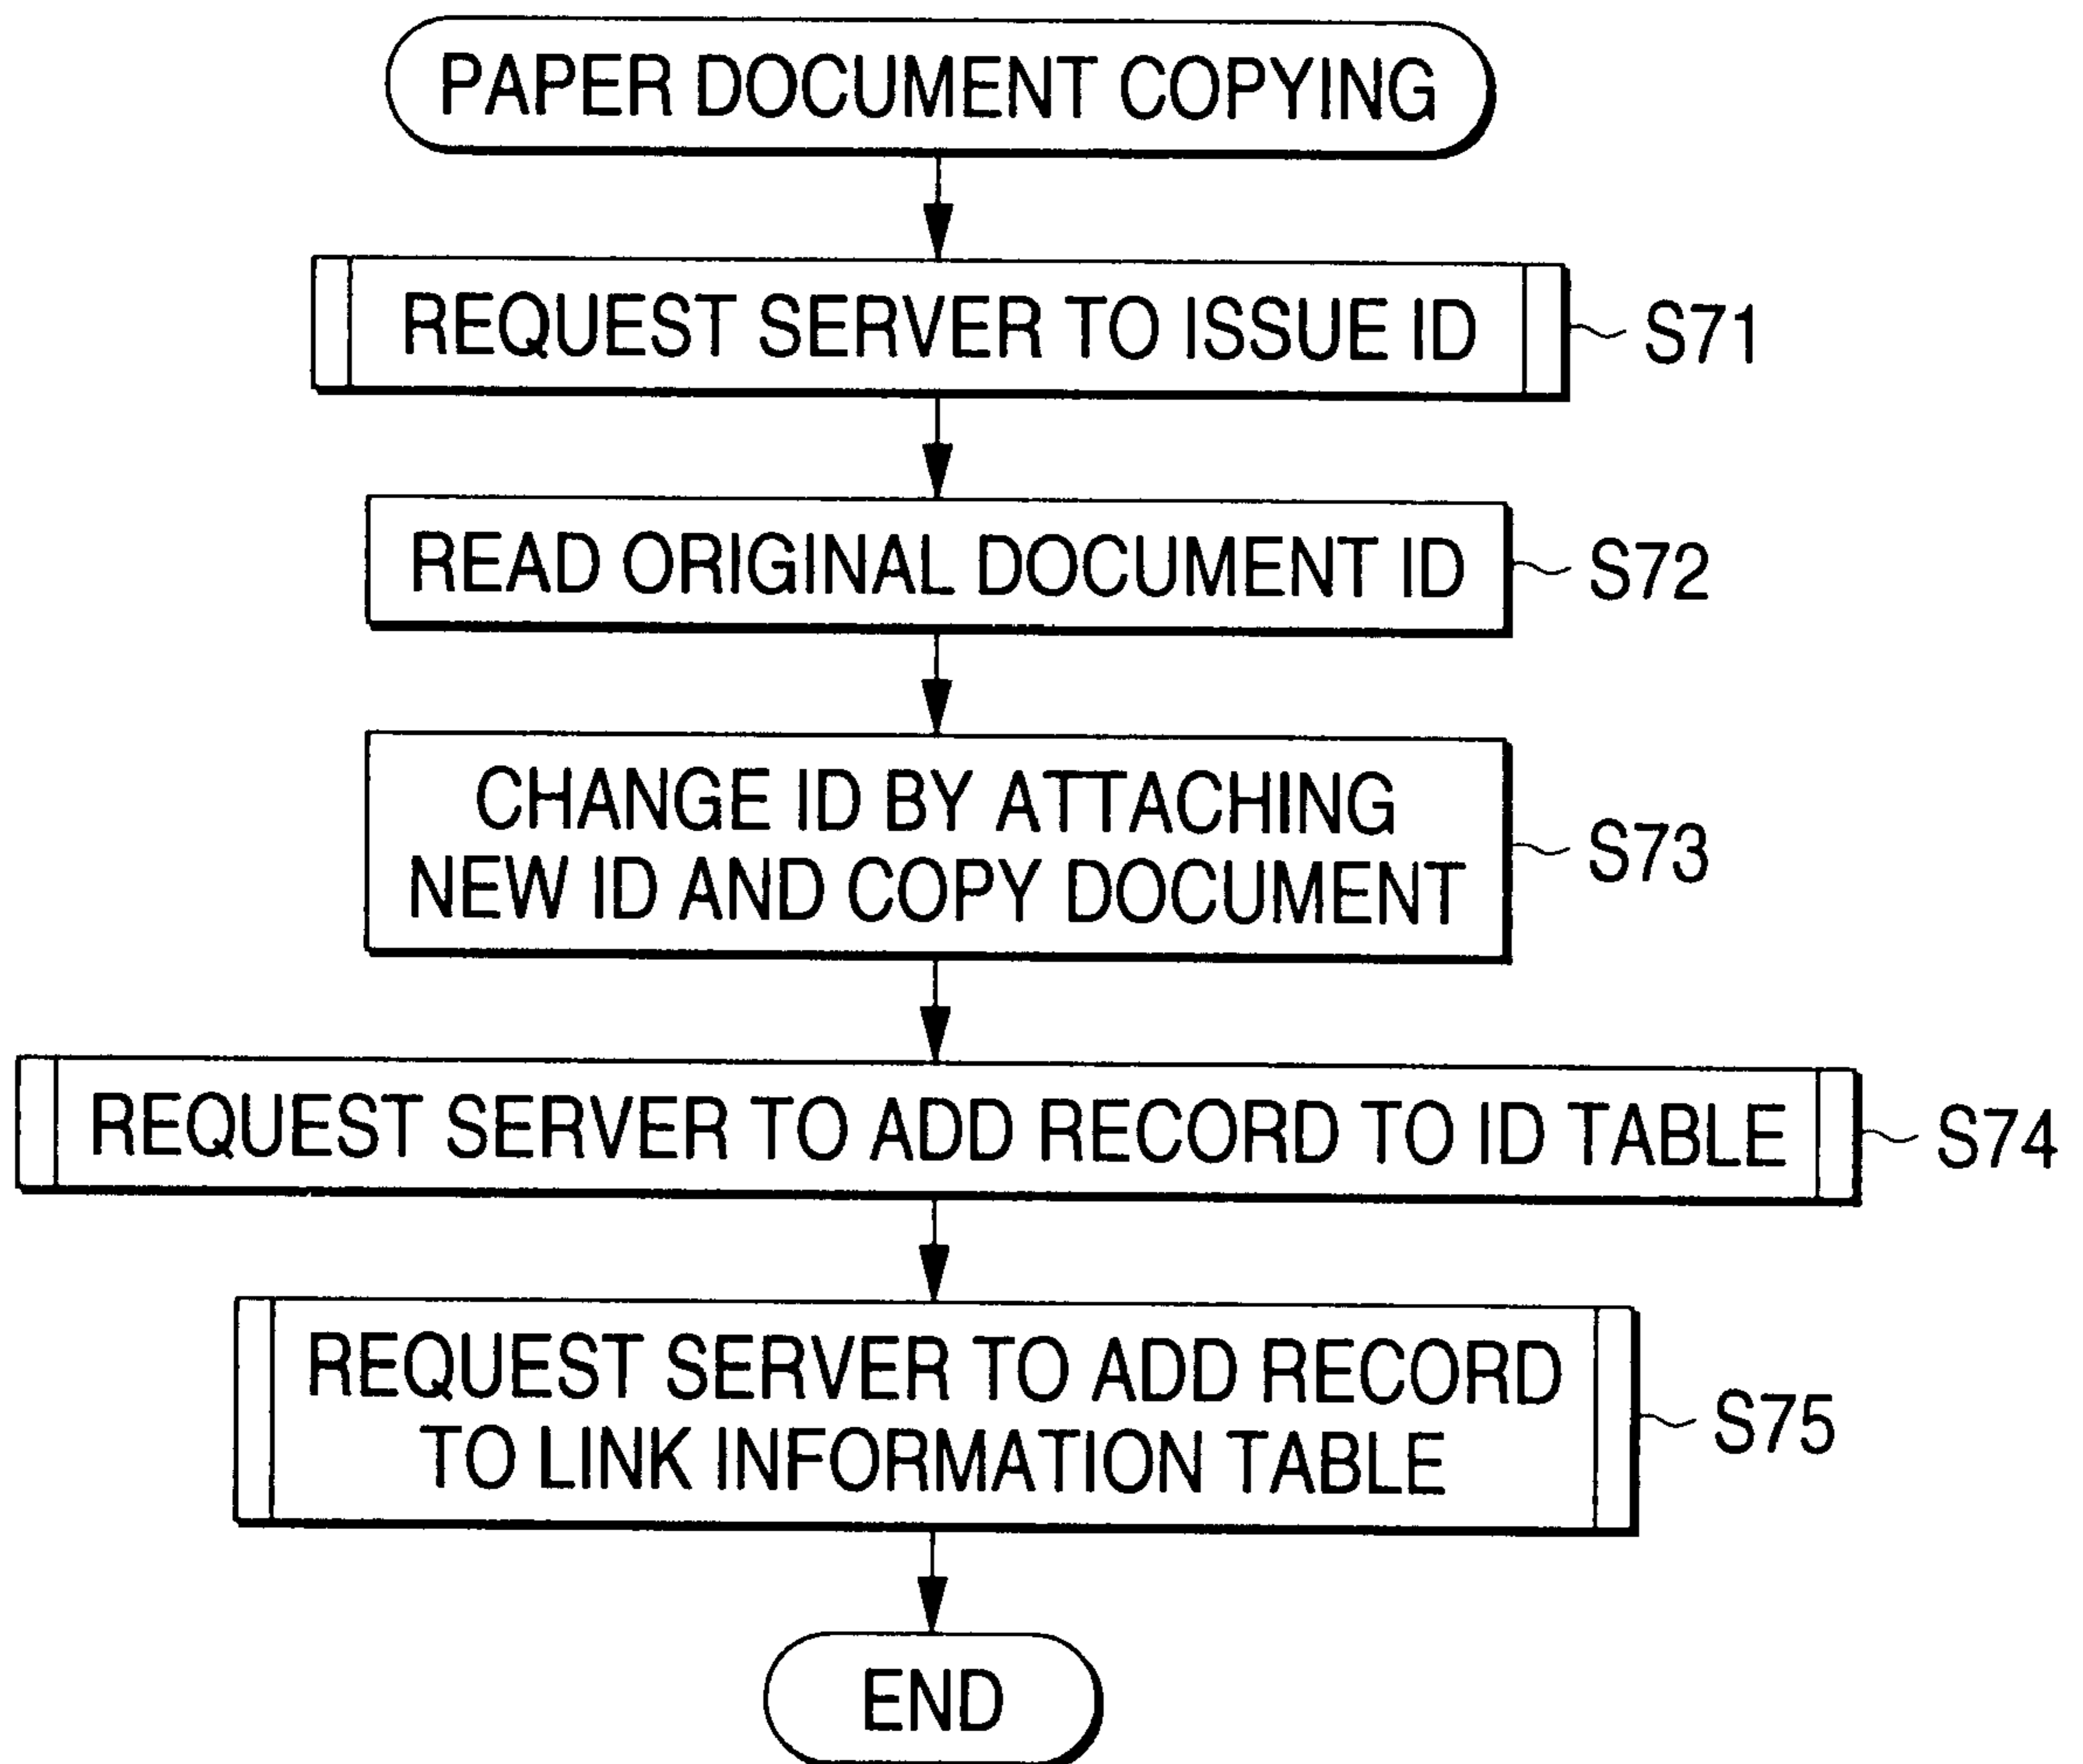 PAPER DOCUMENT COPYING
REQUEST SERVER TO ISSUE ID
S71
READ ORIGINAL DOCUMENT ID
S72
CHANGE ID BY ATTACHING
NEW ID AND COPY DOCUMENT
S73
REQUEST SERVER TO ADD RECORD TO ID TABLE
S74
REQUEST SERVER TO ADD RECORD
TO LINK INFORMATION TABLE
S75
END